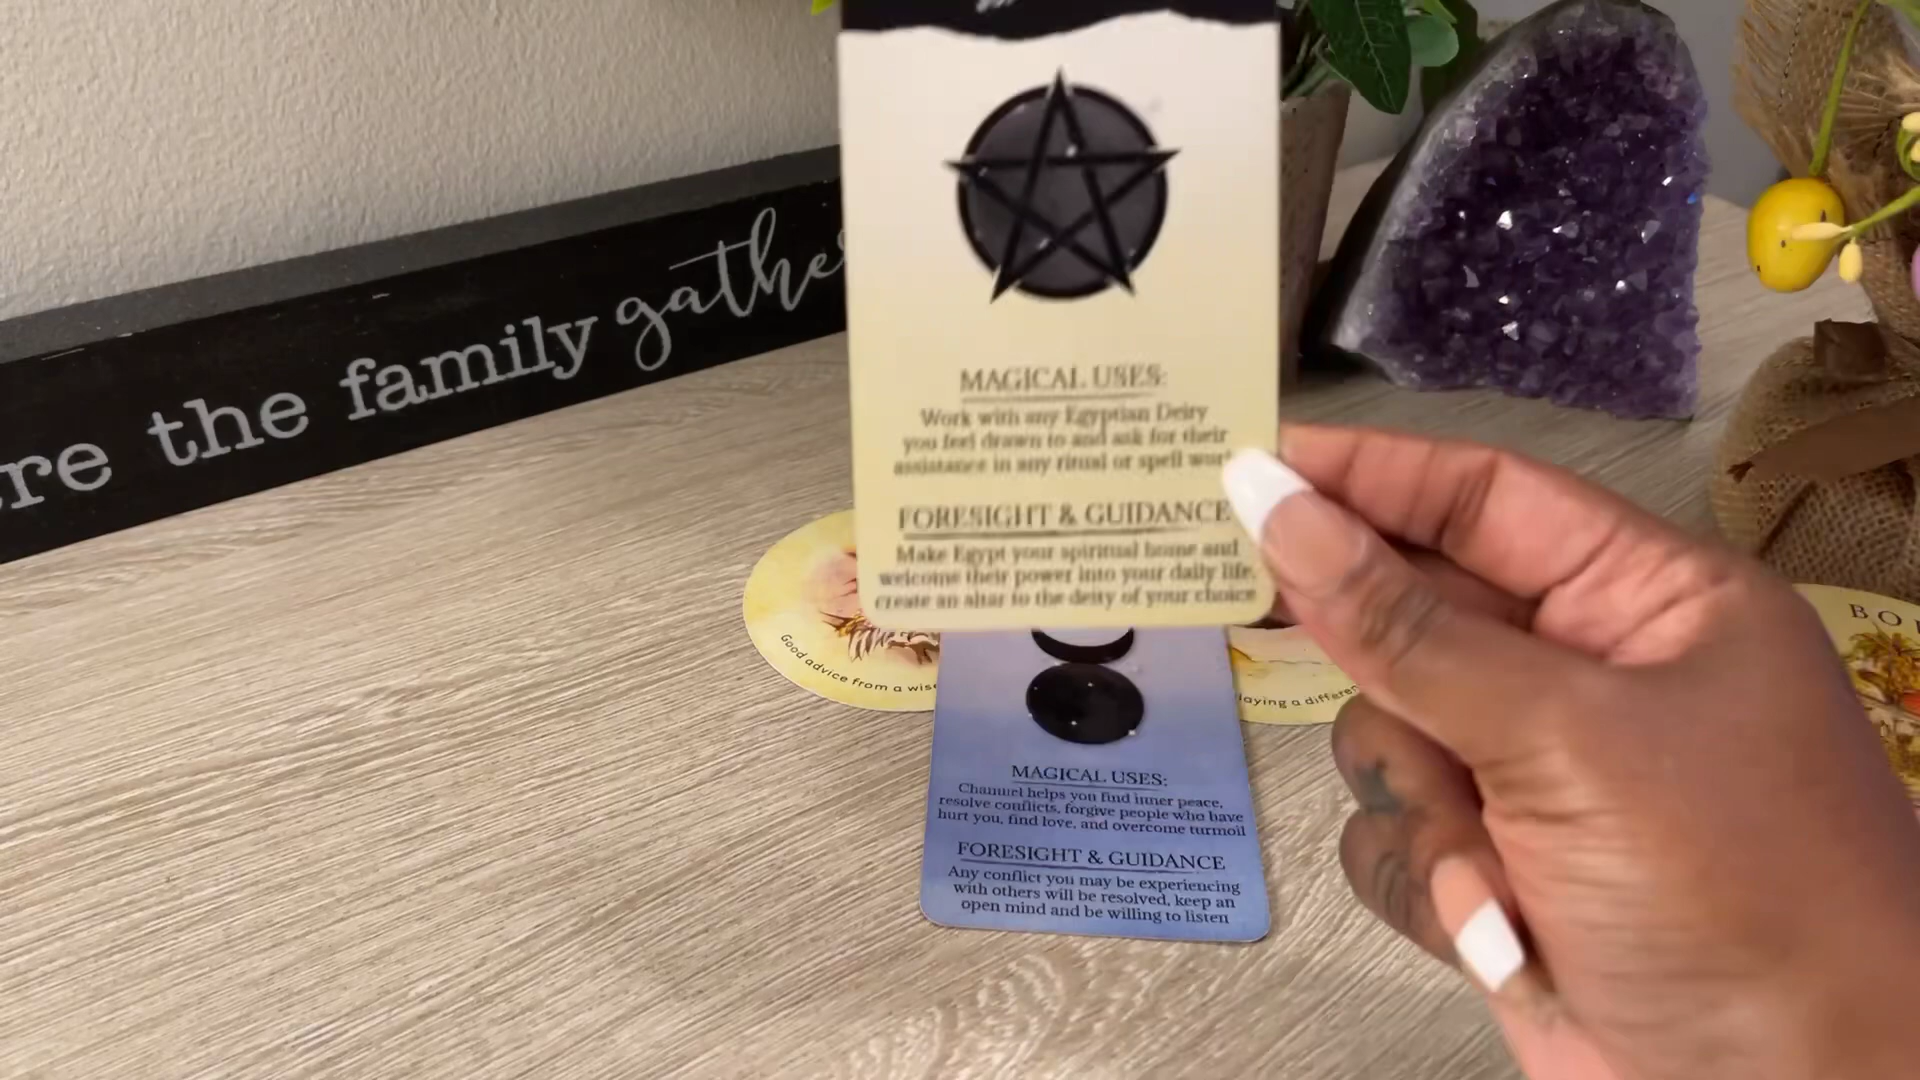 re the family gathe
MAGICAL USES:
Work with any Egyptian Deity
you feel drawn to and ask for their
assistance in any ritual or spell
FORESIGHT & GUIDANCE
Make Egypt your spiritual home and
welcome their power into your daily life,
create an altar to the deity of your choice
Good advice from a wis
laying a differen
MAGICAL USES:
Chamuel helps you find inner peace,
resolve conflicts, forgive people who have
hurt you, find love, and overcome turmoil
FORESIGHT & GUIDANCE
Any conflict you may be experiencing
with others will be resolved, keep an
open mind and be willing to listen
BO